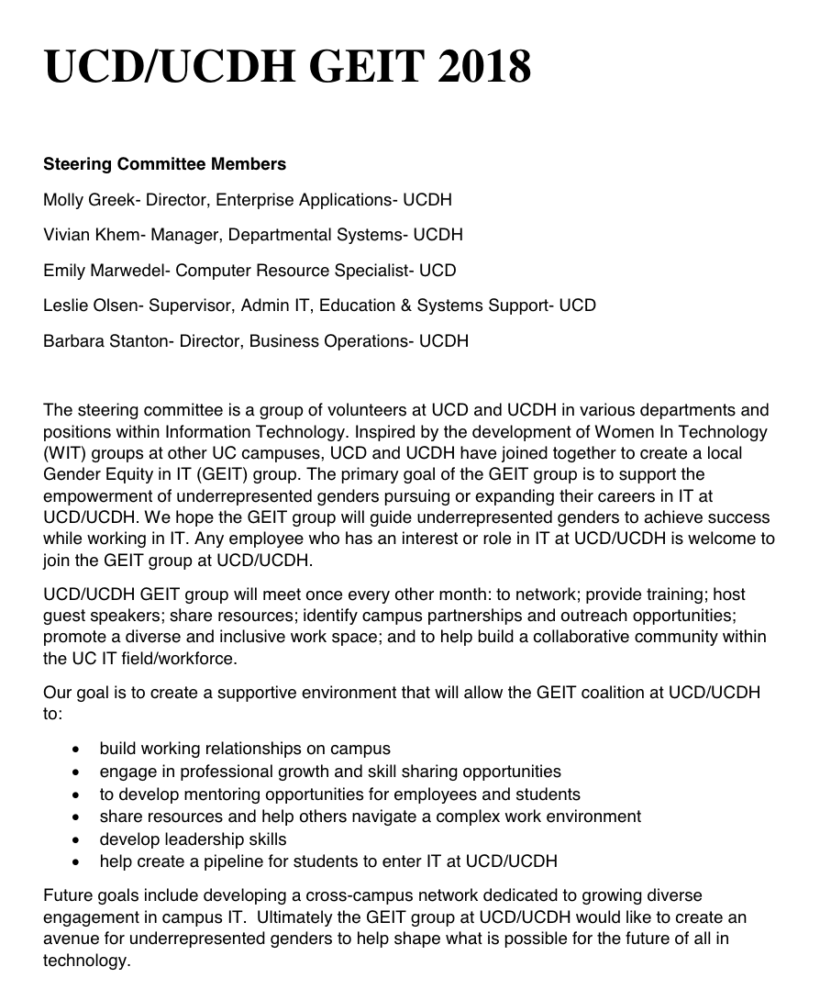 UCD/UCDH GEIT 2018
Steering Committee Members
Molly Greek- Director, Enterprise Applications- UCDH
Vivian Khem- Manager, Departmental Systems- UCDH
Emily Marwedel- Computer Resource Specialist- UCD
Leslie Olsen- Supervisor, Admin IT, Education & Systems Support- UCD
Barbara Stanton- Director, Business Operations- UCDH
The steering committee is a group of volunteers at UCD and UCDH in various departments and
positions within Information Technology. Inspired by the development of Women In Technology
(WIT) groups at other UC campuses, UCD and UCDH have joined together to create a local
Gender Equity in IT (GEIT) group. The primary goal of the GEIT group is to support the
empowerment of underrepresented genders pursuing or expanding their careers in IT at
UCD/UCDH. We hope the GEIT group will guide underrepresented genders to achieve success
while working in IT. Any employee who has an interest or role in IT at UCD/UCDH is welcome to
join the GEIT group at UCD/UCDH.
UCD/UCDH GEIT group will meet once every other month: to network; provide training; host
guest speakers; share resources; identify campus partnerships and outreach opportunities;
promote a diverse and inclusive work space; and to help build a collaborative community within
the UC IT field/workforce.
Our goal is to create a supportive environment that will allow the GEIT coalition at UCD/UCDH
to:
• build working relationships on campus
• engage in professional growth and skill sharing opportunities
• to develop mentoring opportunities for employees and students
• share resources and help others navigate a complex work environment
• develop leadership skills
• help create a pipeline for students to enter IT at UCD/UCDH
Future goals include developing a cross-campus network dedicated to growing diverse
engagement in campus IT.  Ultimately the GEIT group at UCD/UCDH would like to create an
avenue for underrepresented genders to help shape what is possible for the future of all in
technology.